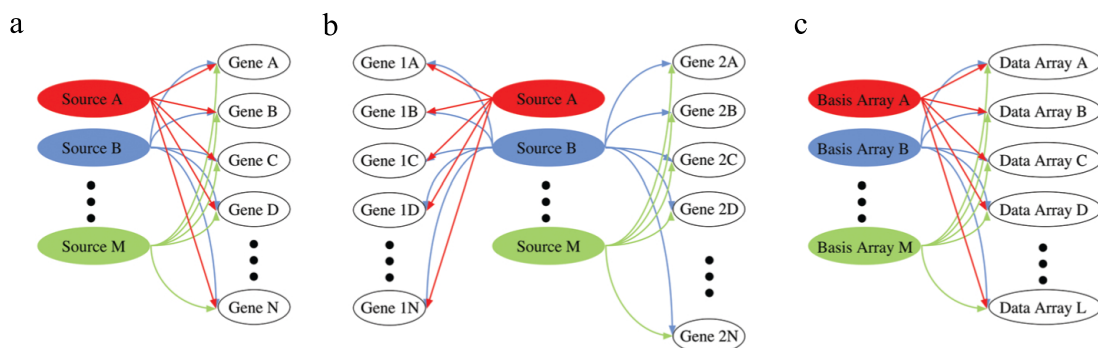 a
Source A
Source B
Source M
Gene A
Gene B
Gene C
Gene D
Gene N
b
Gene 1A
Gene 1B
Gene 1C
Gene 1D
Gene 1N
Source A
Source B
Source M
Gene 2A
Gene 2B
Gene 2C
Gene 2D
Gene 2N
c
Basis Array A
Basis Array B
Basis Array M
Data Array A
Data Array B
Data Array C
Data Array D
Data Array L